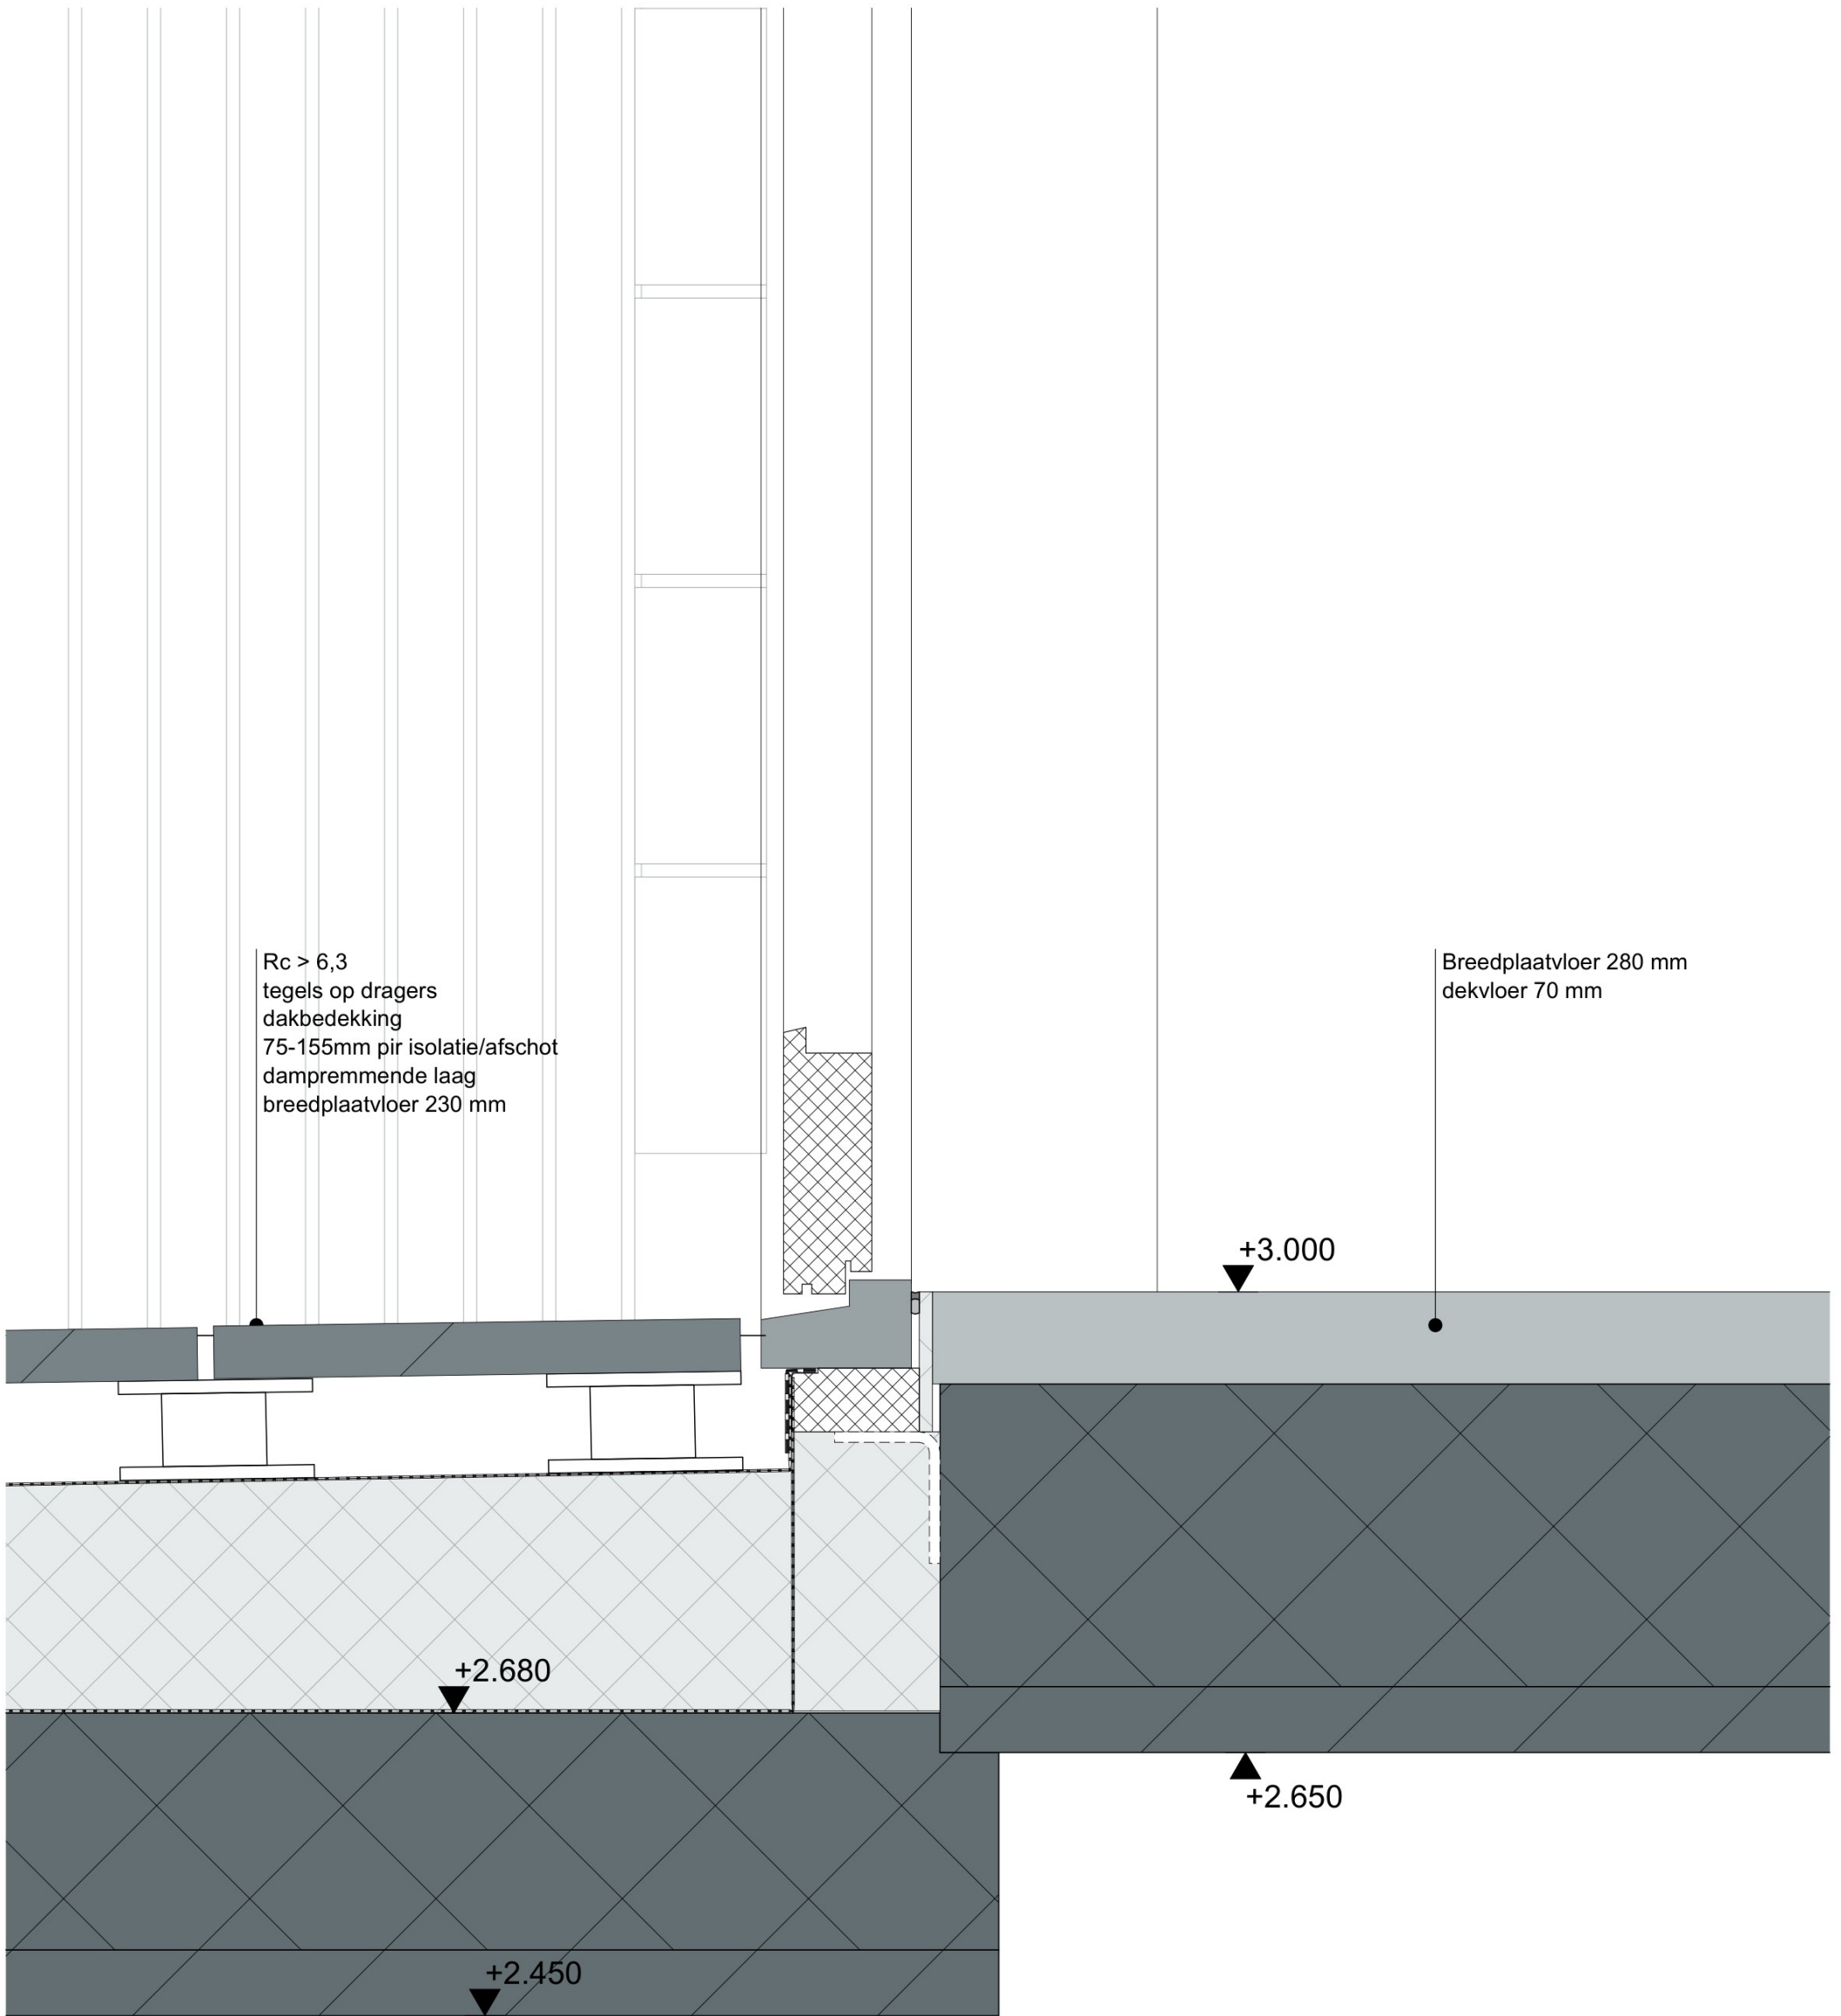 Rc > 6,3
tegels op dragers
dakbedekking
75-155mm pir isolatie/afschot
dampremmende laag
breedplaatvloer 230 mm
Breedplaatvloer 280 mm
dekvloer 70 mm
+3.000
+2.680
+2.650
+2.450